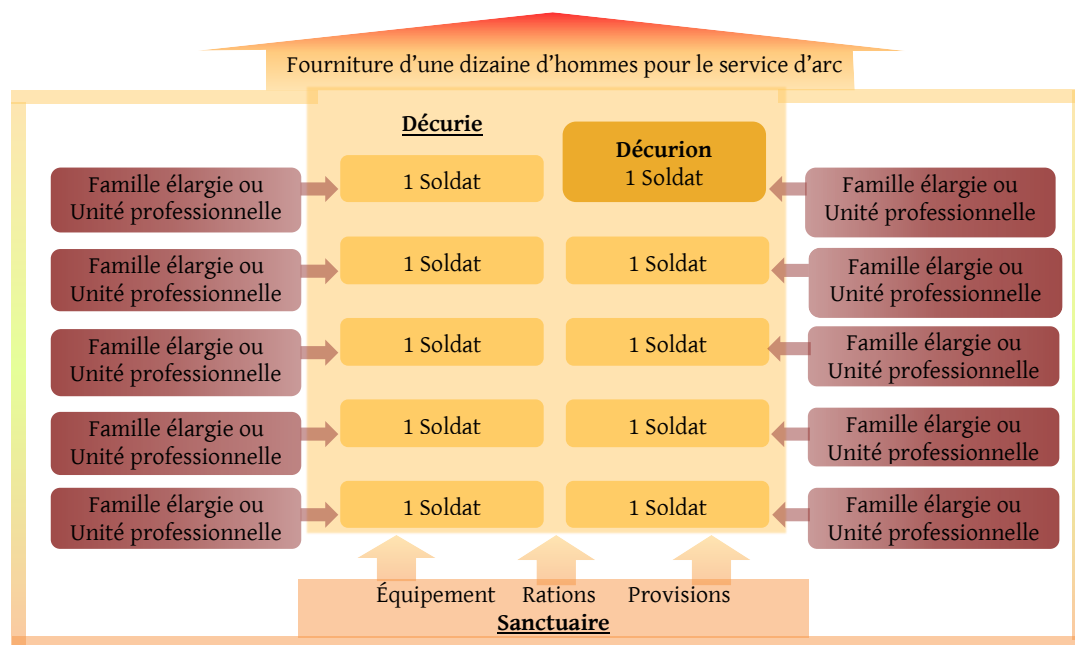 Fourniture d’une dizaine d’hommes pour le service d’arc
Décurie
Décurion
1 Soldat
1 Soldat
Famille élargie ou
Unité professionnelle
Famille élargie ou
Unité professionnelle
1 Soldat
1 Soldat
Famille élargie ou
Unité professionnelle
Famille élargie ou
Unité professionnelle
1 Soldat
1 Soldat
Famille élargie ou
Unité professionnelle
Famille élargie ou
Unité professionnelle
1 Soldat
1 Soldat
Famille élargie ou
Unité professionnelle
Famille élargie ou
Unité professionnelle
1 Soldat
1 Soldat
Famille élargie ou
Unité professionnelle
Famille élargie ou
Unité professionnelle
Équipement Rations Provisions
Sanctuaire